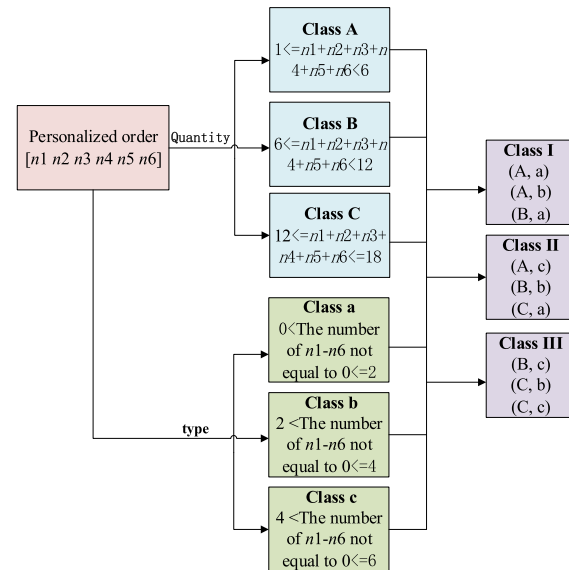 Personalized order
[n1 n2 n3 n4 n5 n6]
Quantity
type
Class A
1<=n1+n2+n3+n
4+n5+n6<6
Class B
6<=n1+n2+n3+n
4+n5+n6<12
Class C
12<=n1+n2+n3+
n4+n5+n6<=18
Class a
0<The number
of n1-n6 not
equal to 0<=2
Class b
2 <The number
of n1-n6 not
equal to 0<=4
Class c
4 <The number
of n1-n6 not
equal to 0<=6
Class I
(A, a)
(A, b)
(B, a)
Class II
(A, c)
(B, b)
(C, a)
Class III
(B, c)
(C, b)
(C, c)